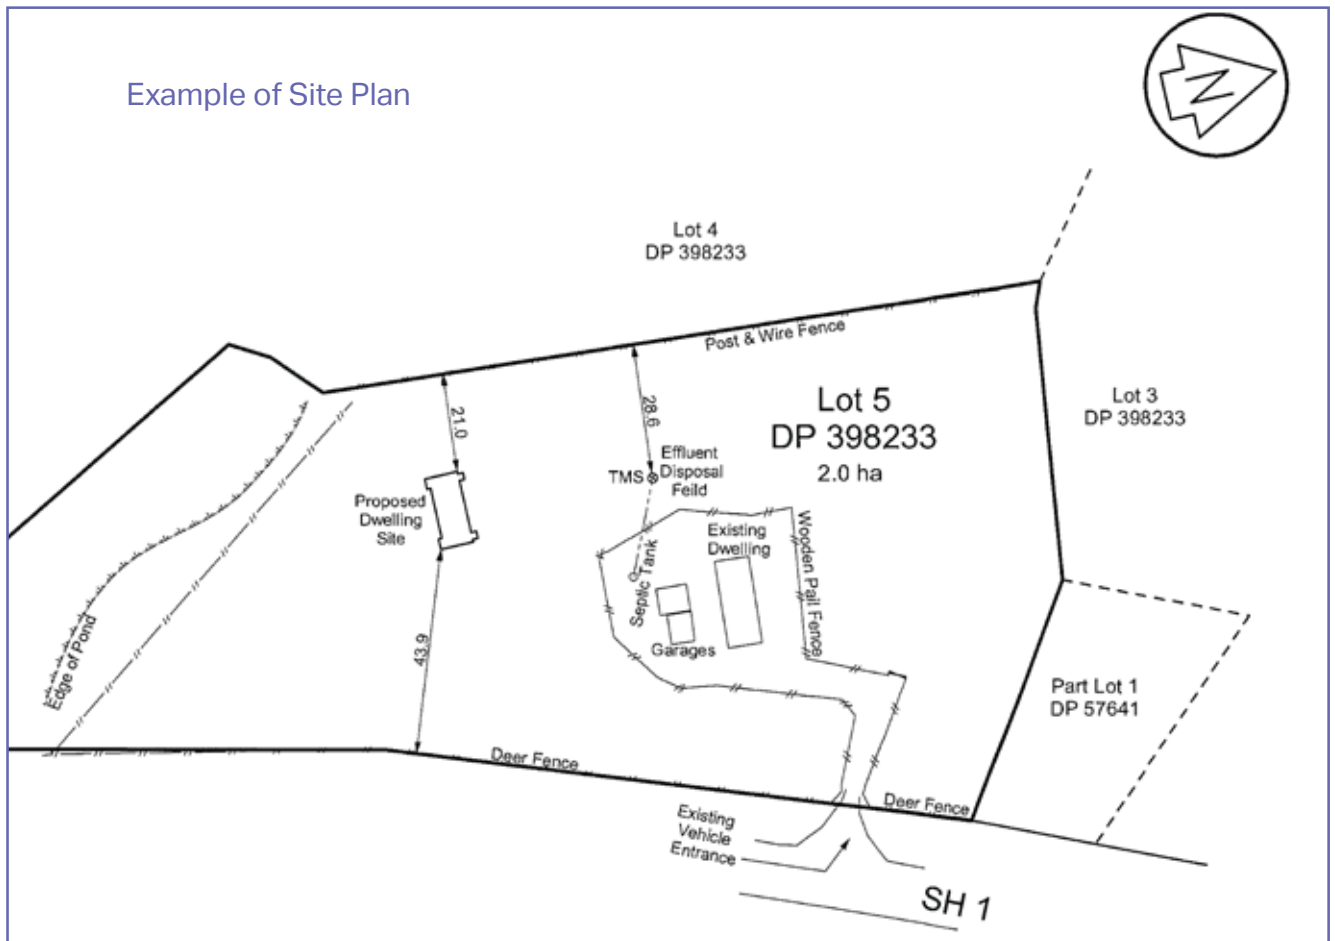 Example of Site Plan
N
Lot 4
DP 398233
Post & Wire Fence
Lot 5
DP 398233
2.0 ha
Lot 3
DP 398233
21.0
28.6
TMS
Effluent
Disposal
Feild
Proposed
Dwelling
Site
Existing
Dwelling
Wooden Pail Fence
Septic Tank
Garages
43.9
Edge of Pond
Part Lot 1
DP 57641
Deer Fence
Deer Fence
Existing
Vehicle
Entrance
SH 1